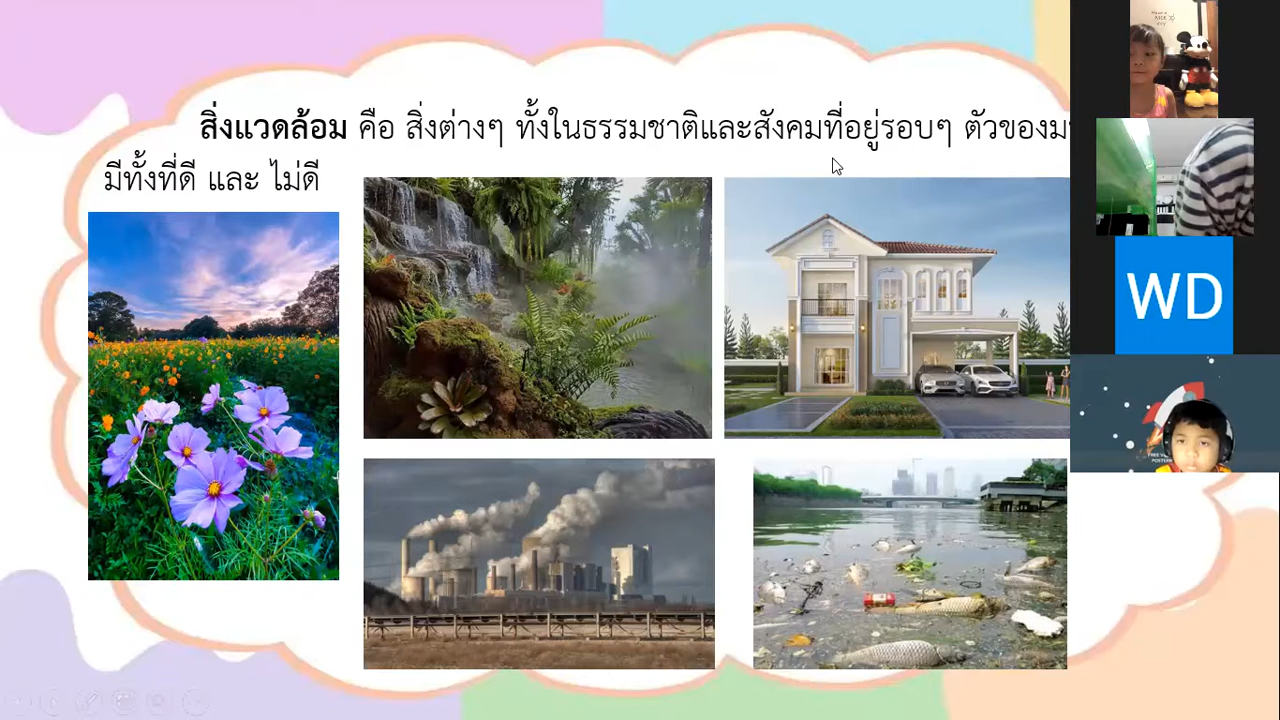 สิ่งแวดล้อม คือ สิ่งต่างๆ ทั้งในธรรมชาติและสังคมที่อยู่รอบๆ ตัวของม
มีทั้งที่ดี และ ไม่ดี
WD